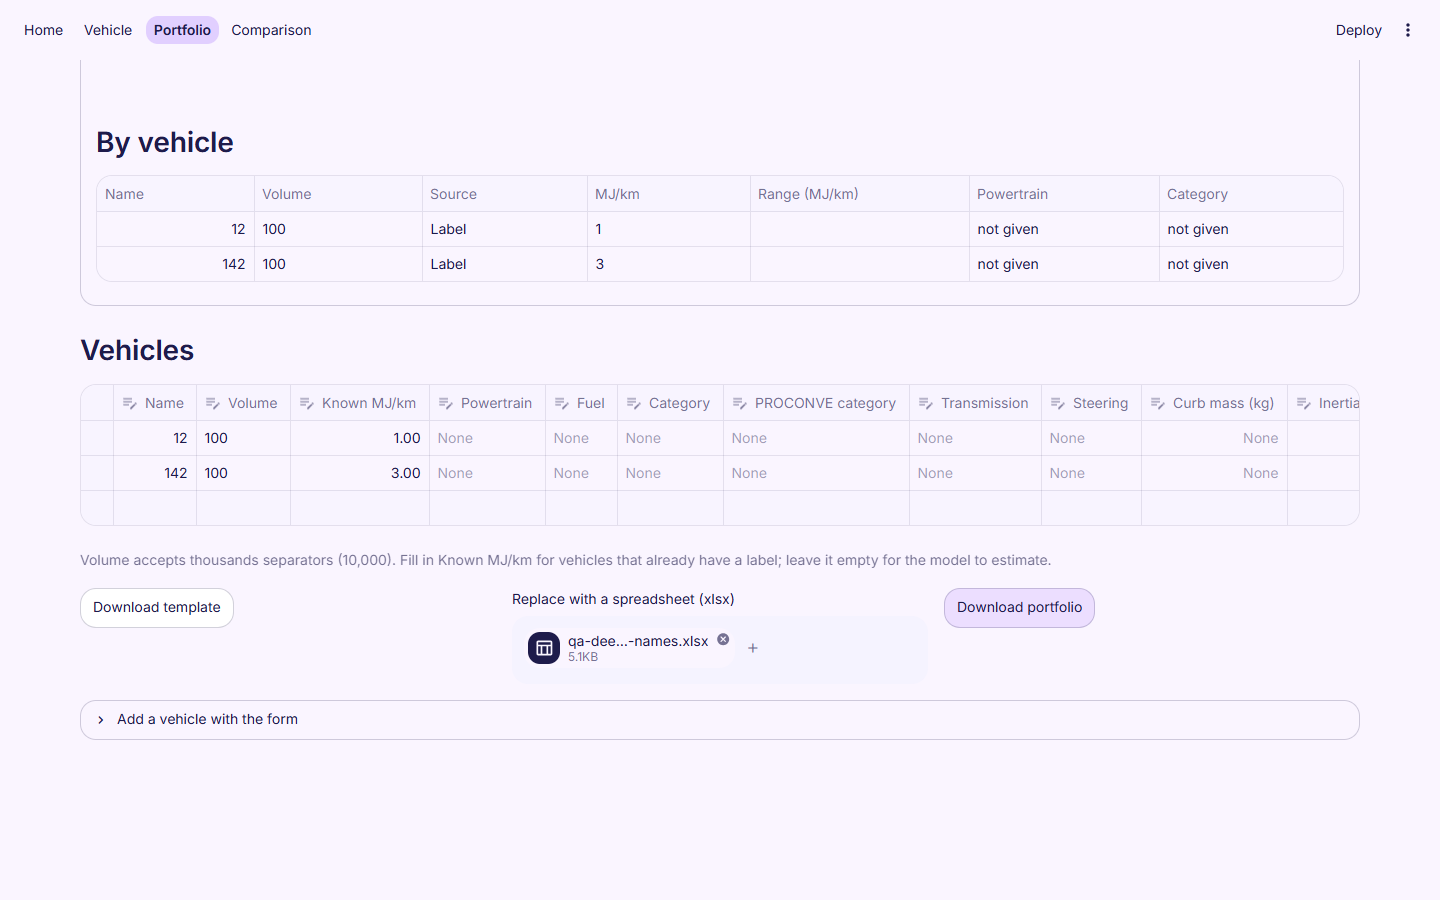 Home Vehicle Portfolio Comparison Deploy
By vehicle
Name Volume Source MJ/km Range (MJ/km) Powertrain Category
12 100 Label 1 not given not given
142 100 Label 3 not given not given
Vehicles
Name Volume Known MJ/km Powertrain Fuel Category PROCONVE category Transmission Steering Curb mass (kg) Inertia
12 100 1.00 None None None None None None None
142 100 3.00 None None None None None None None
Volume accepts thousands separators (10,000). Fill in Known MJ/km for vehicles that already have a label; leave it empty for the model to estimate.
Download template
Replace with a spreadsheet (xlsx)
Download portfolio
qa-dee...-names.xlsx
5.1KB
Add a vehicle with the form